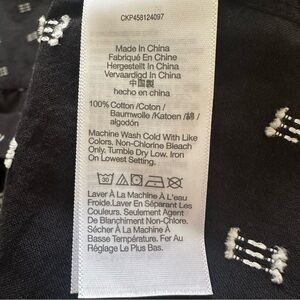 CKP458124097
Made In China
Fabriqué En Chine
Hergestellt In China
Vervaardigd In China
中国製
hecho en china
100% Cotton /Coton /
Baumwolle /Katoen /綿 /
algodón
Machine Wash Cold With Like
Colors. Non-Chlorine Bleach
Only. Tumble Dry Low. Iron
On Lowest Setting.
30
Laver À La Machine À L'eau
Froide.Laver En Séparant Les
Couleurs. Seulement Agent
De Blanchiment Non-Chlore.
Sécher À La Machine À
Basse Température. Fer Au
Réglage Le Plus Bas.